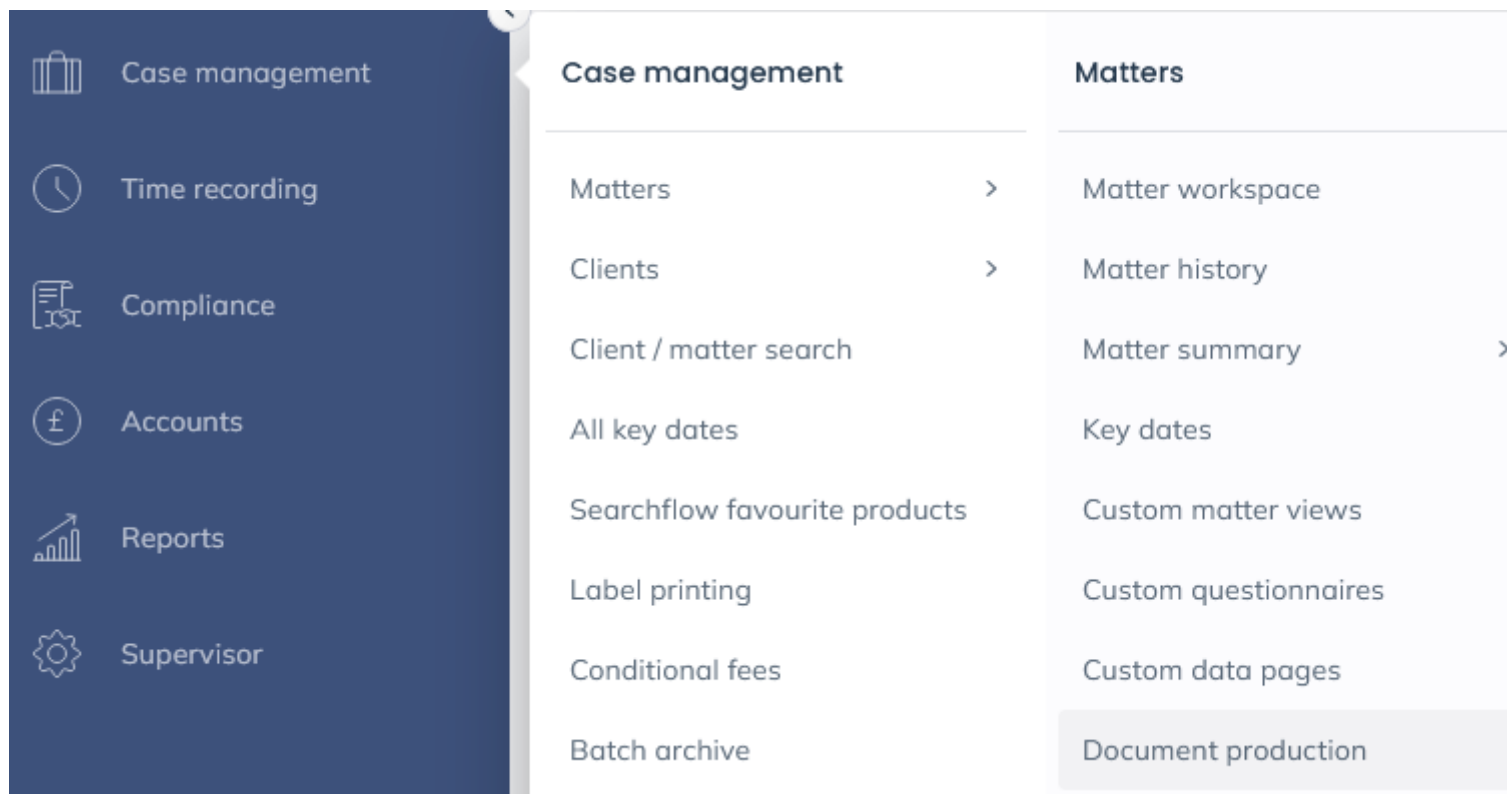 Case management
Time recording
Compliance
£
Accounts
Reports
Supervisor
Case management
Matters
Clients
Client / matter search
All key dates
Searchflow favourite products
Label printing
Conditional fees
Batch archive
Matters
Matter workspace
Matter history
Matter summary
Key dates
Custom matter views
Custom questionnaires
Custom data pages
Document production